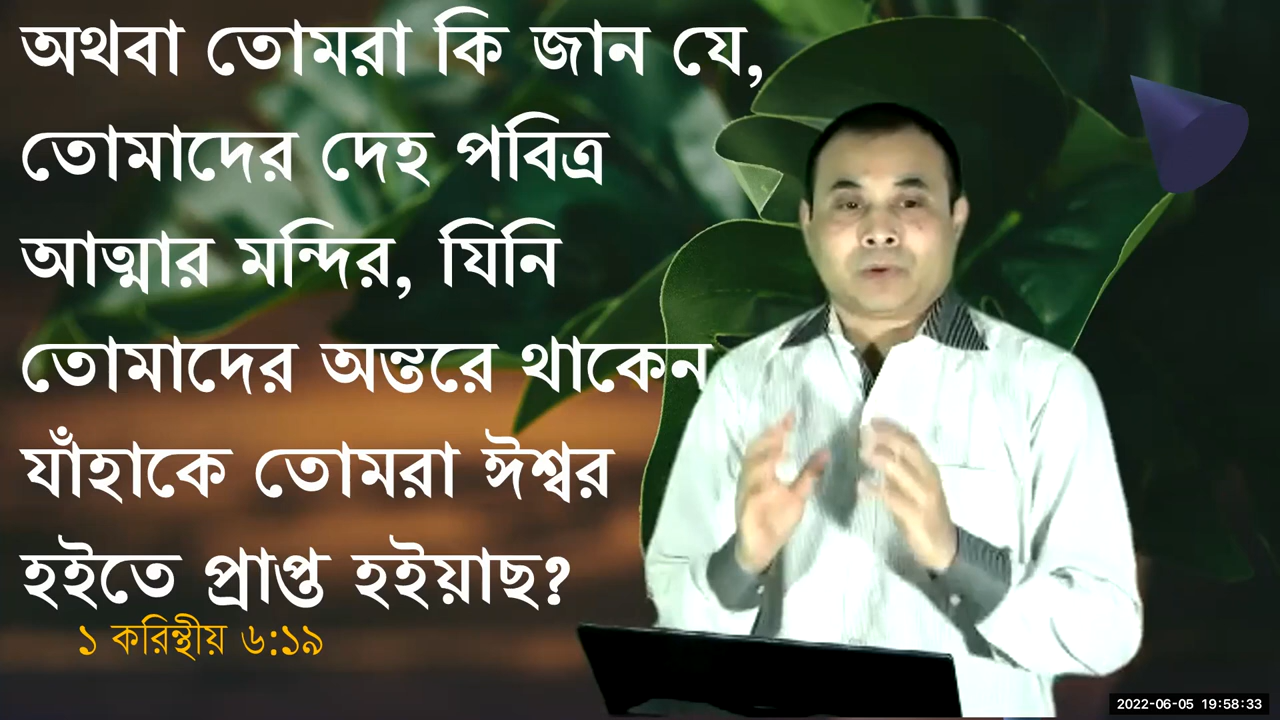 অথবা তোমরা কি জান যে,
তোমাদের দেহ পবিত্র
আত্মার মন্দির, যিনি
তোমাদের অন্তরে থাকেন
যাঁহাকে তোমরা ঈশ্বর
হইতে প্রাপ্ত হইয়াছ?
১ করিন্থীয় ৬:১৯
2022-06-05 19:58:33